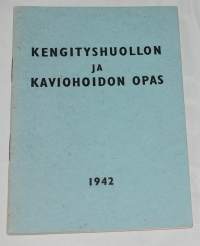 KENGITYSHUOLLON
JA
KAVIOHOIDON OPAS
1942